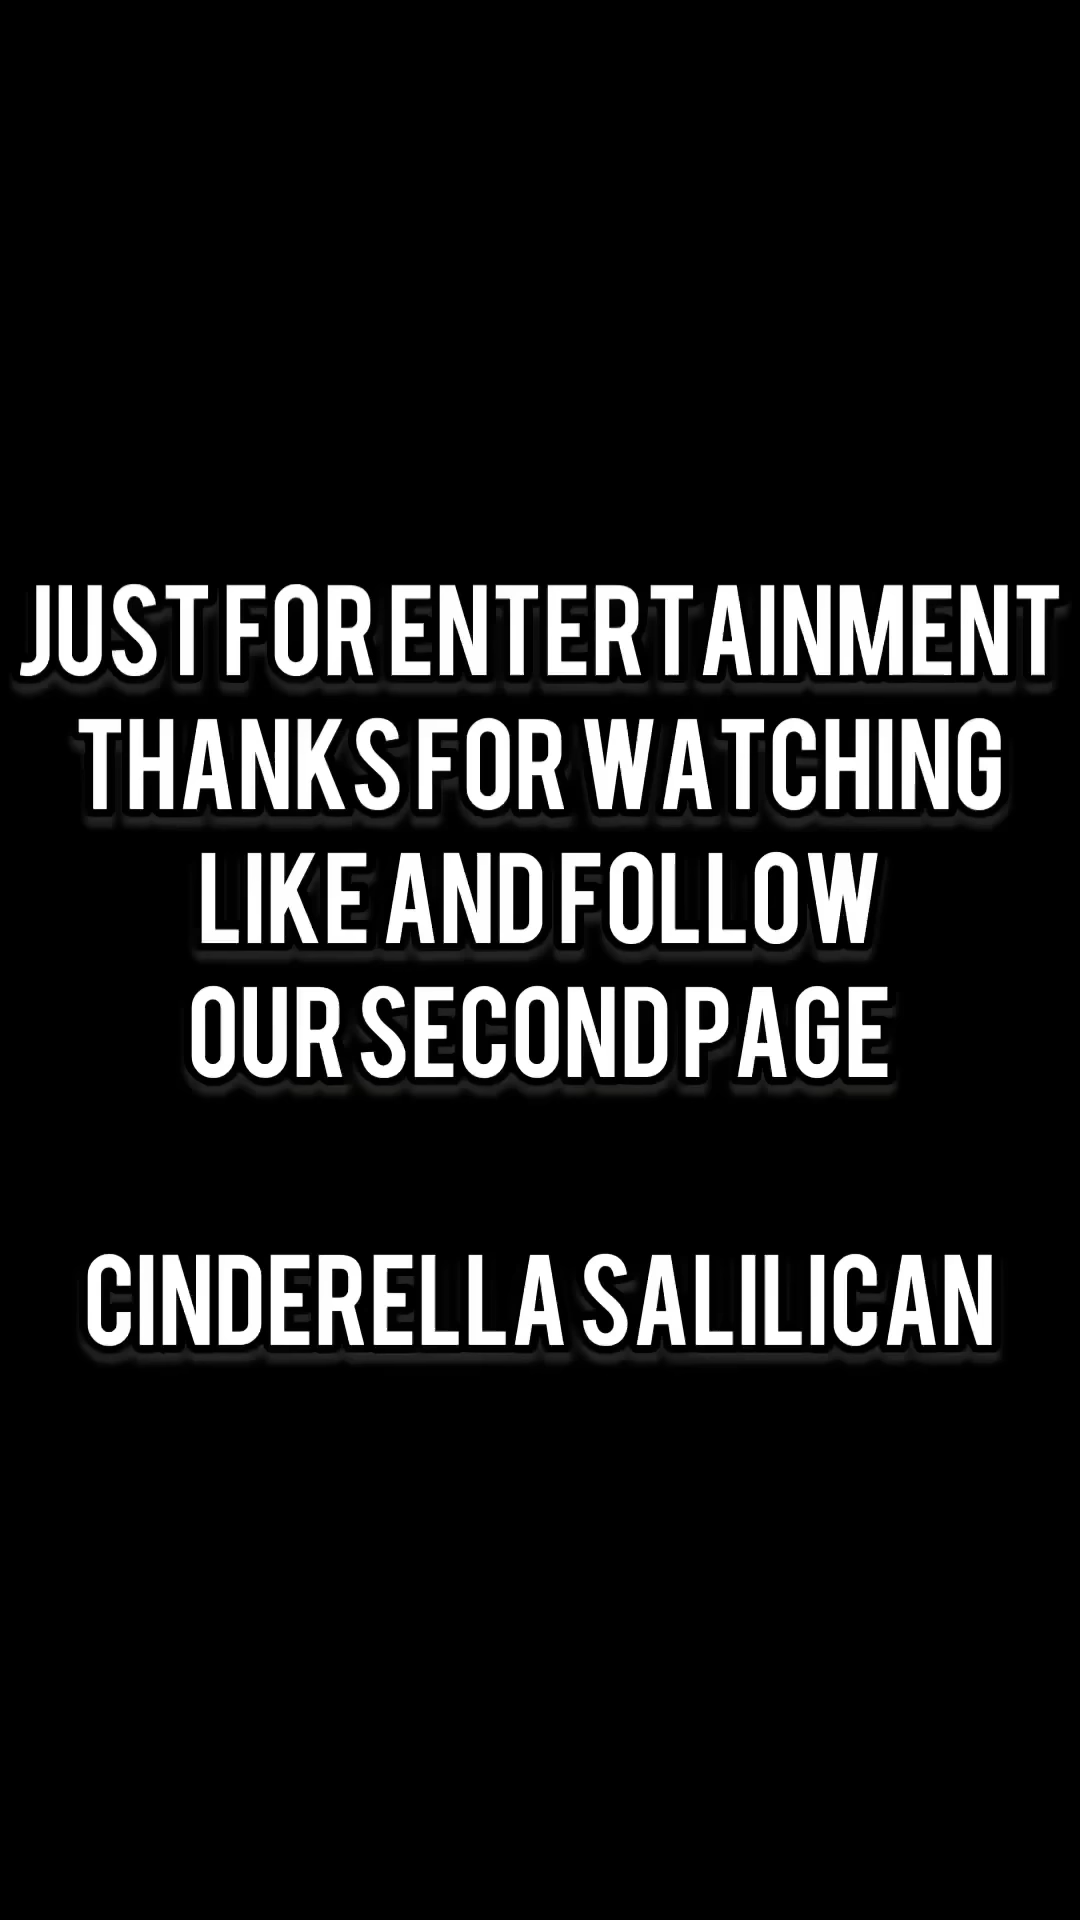 JUST FOR ENTERTAINMENT
THANKS FOR WATCHING
LIKE AND FOLLOW
OUR SECOND PAGE
CINDERELLA SALILICAN